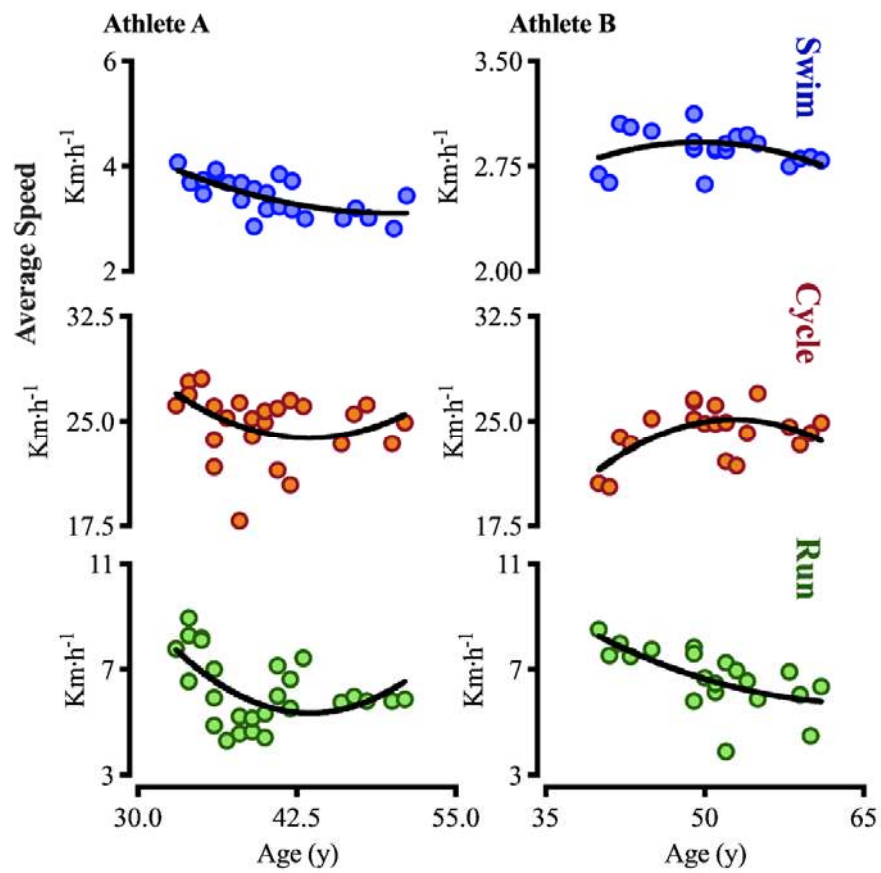 Athlete A
Athlete B
Average Speed
Swim
Km·h⁻¹
6
4
2
Km·h⁻¹
3.50
2.75
2.00
Cycle
Km·h⁻¹
32.5
25.0
17.5
Km·h⁻¹
32.5
25.0
17.5
Run
Km·h⁻¹
11
7
3
Km·h⁻¹
11
7
3
30.0 42.5 55.0
Age (y)
35 50 65
Age (y)